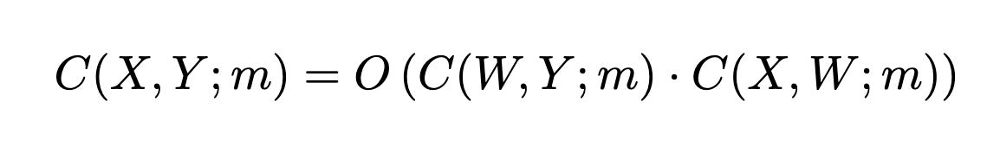 C(X, Y; m) = O (C(W, Y; m) · C(X, W; m))